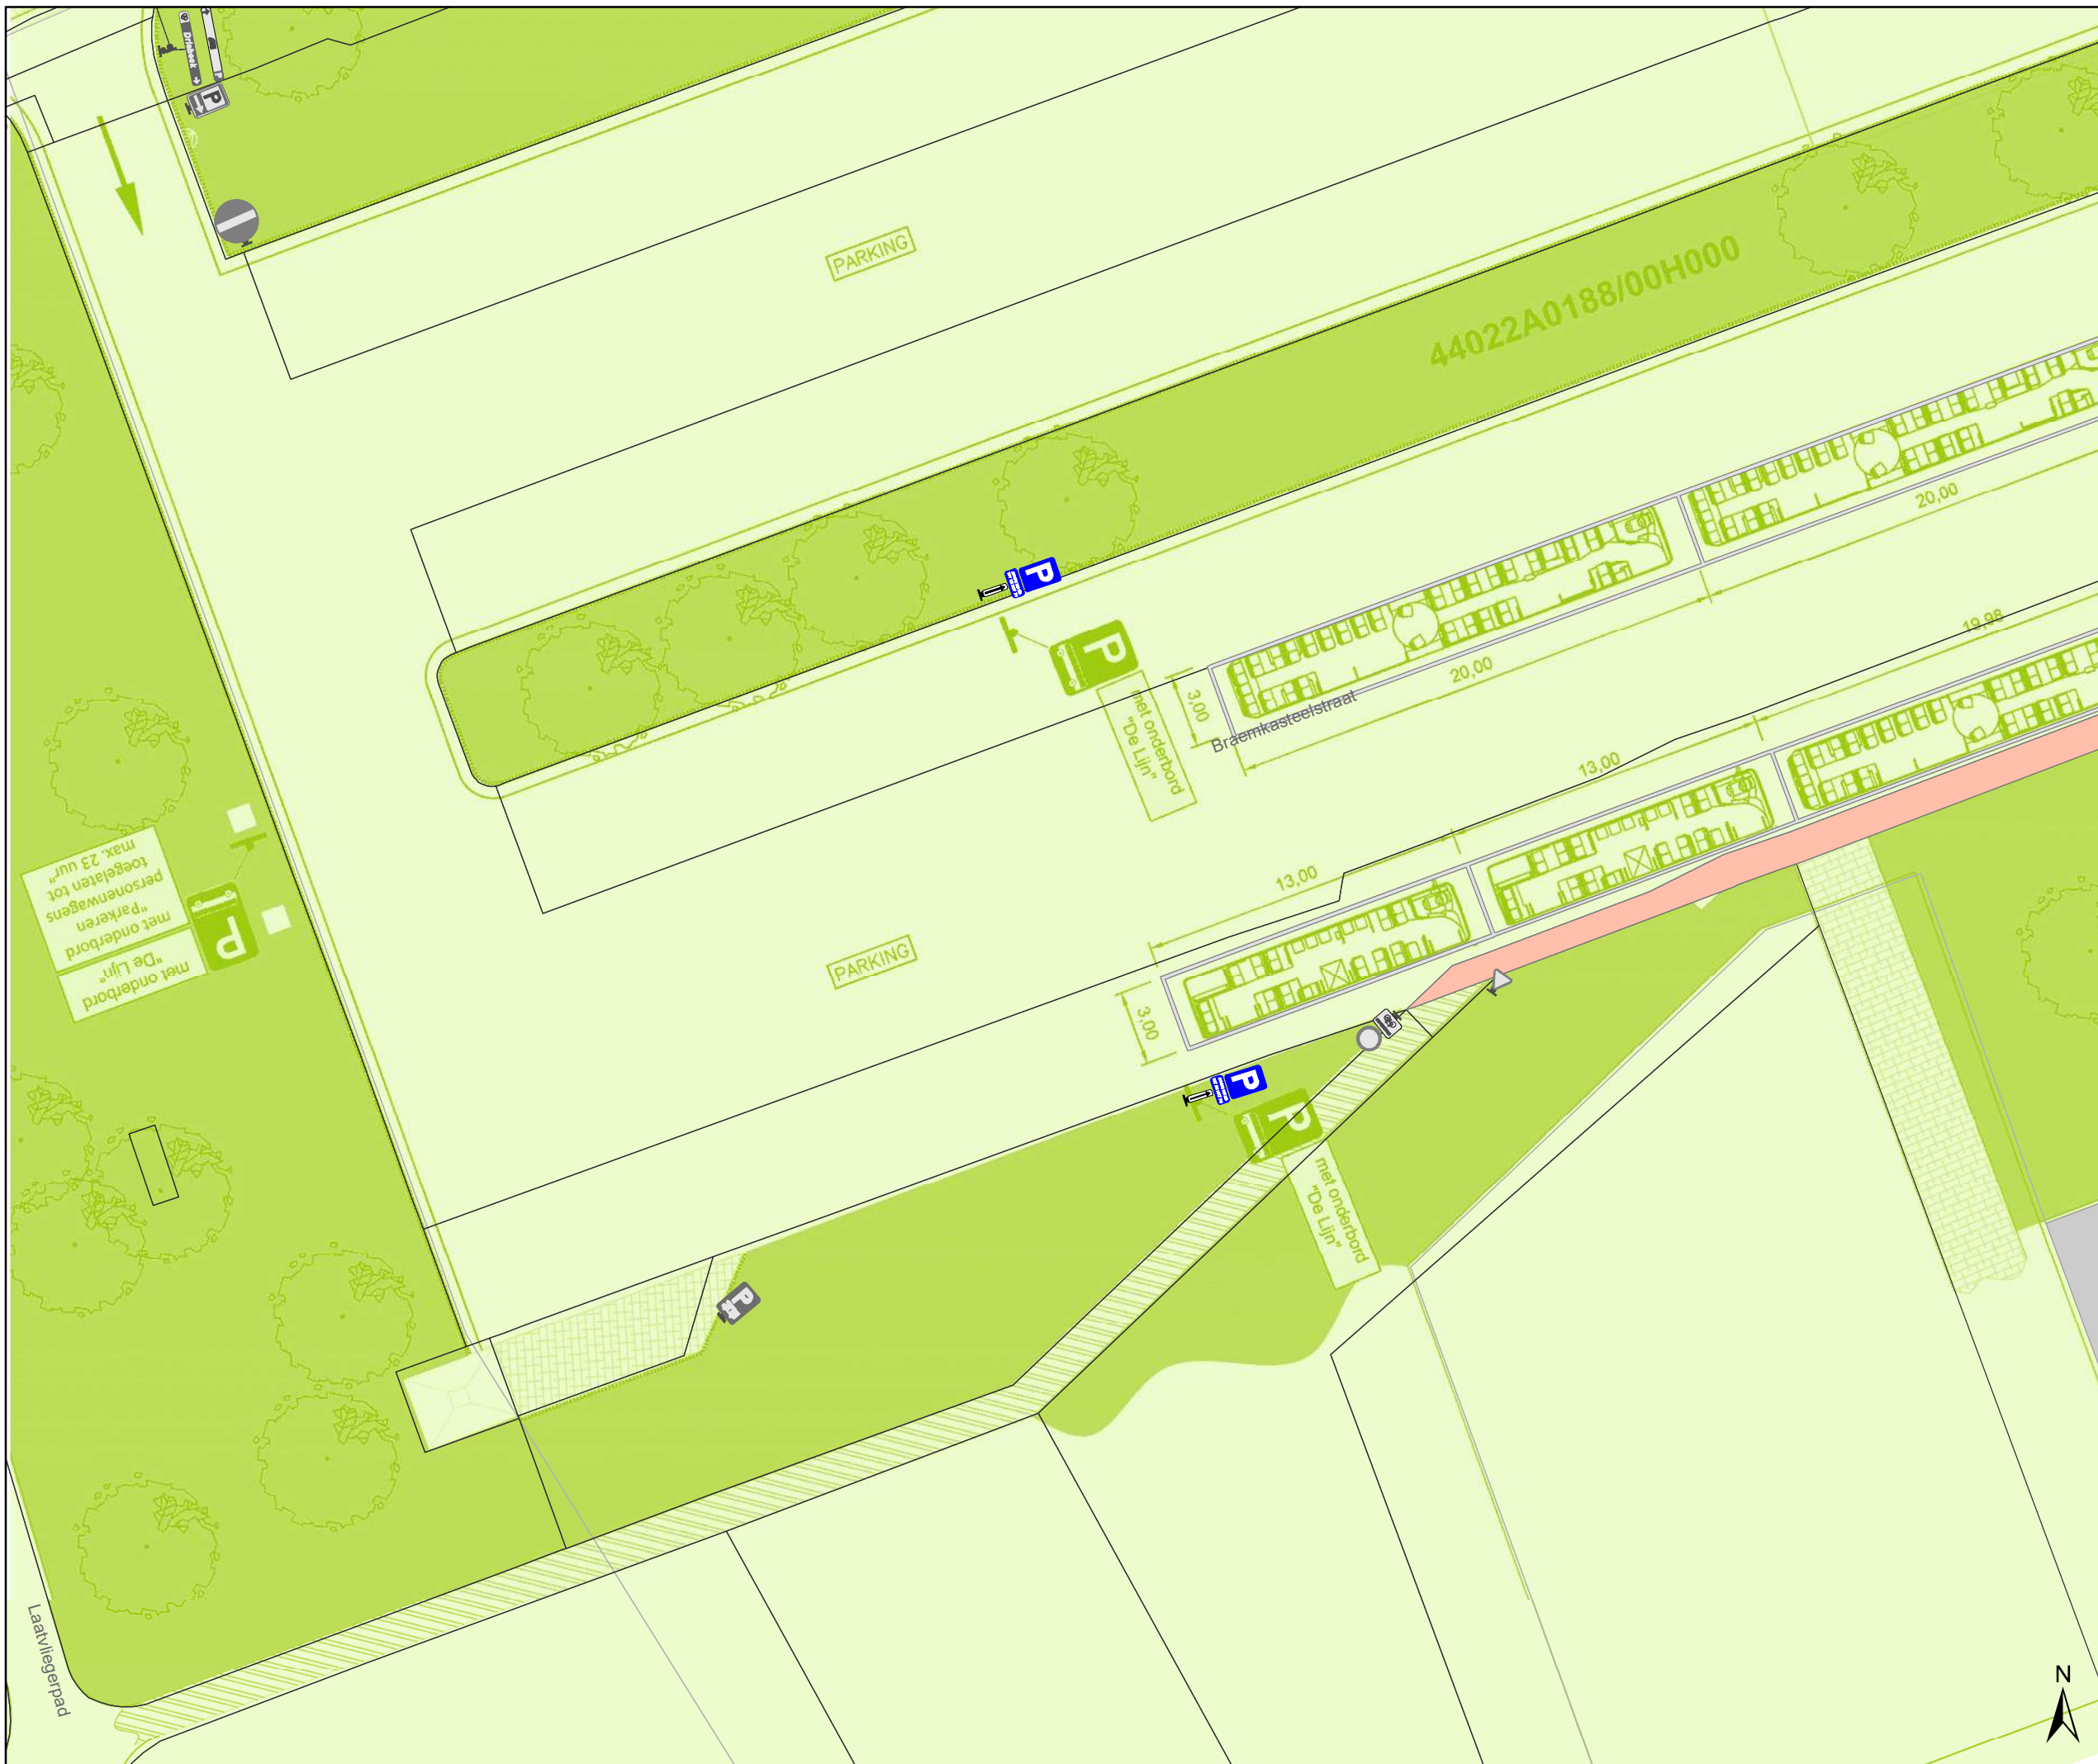 Drinbeek
P
P
PARKING
44022A0188/00H000
20,00
P
P
met onderbord
"De Lijn"
3,00
20,00
Braemkasteelstraat
19,98
13,00
13,00
P
met onderbord
"Parkeren
personenwagens
toegelaten tot
max. 23 uur"
met onderbord
"De Lijn"
PARKING
3,00
P
P
met onderbord
"De Lijn"
P
Laatvliegerpad
N